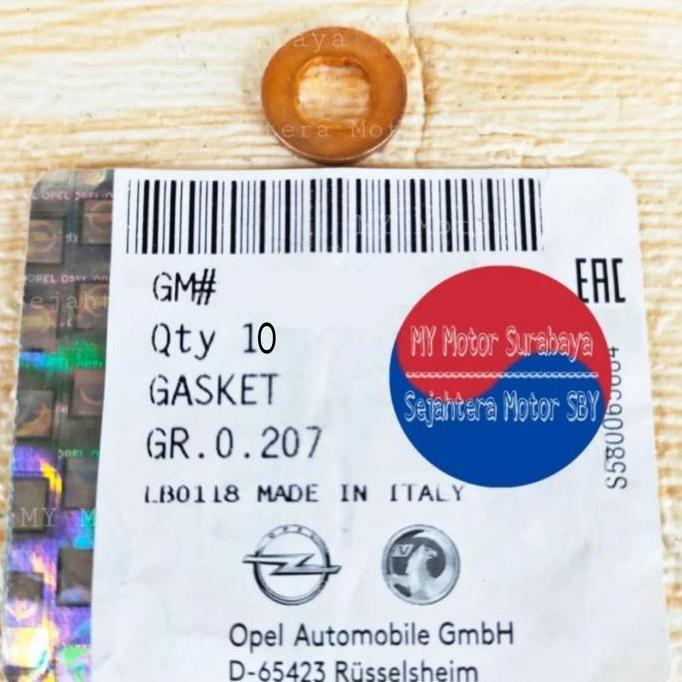 GM#
EAC
Qty 10
MY Motor Surabaya
GASKET
Sejahtera Motor SBY
GR.0.207
LB0118 MADE IN ITALY
OPEL
Opel Automobile GmbH
D-65423 Rüsselsheim